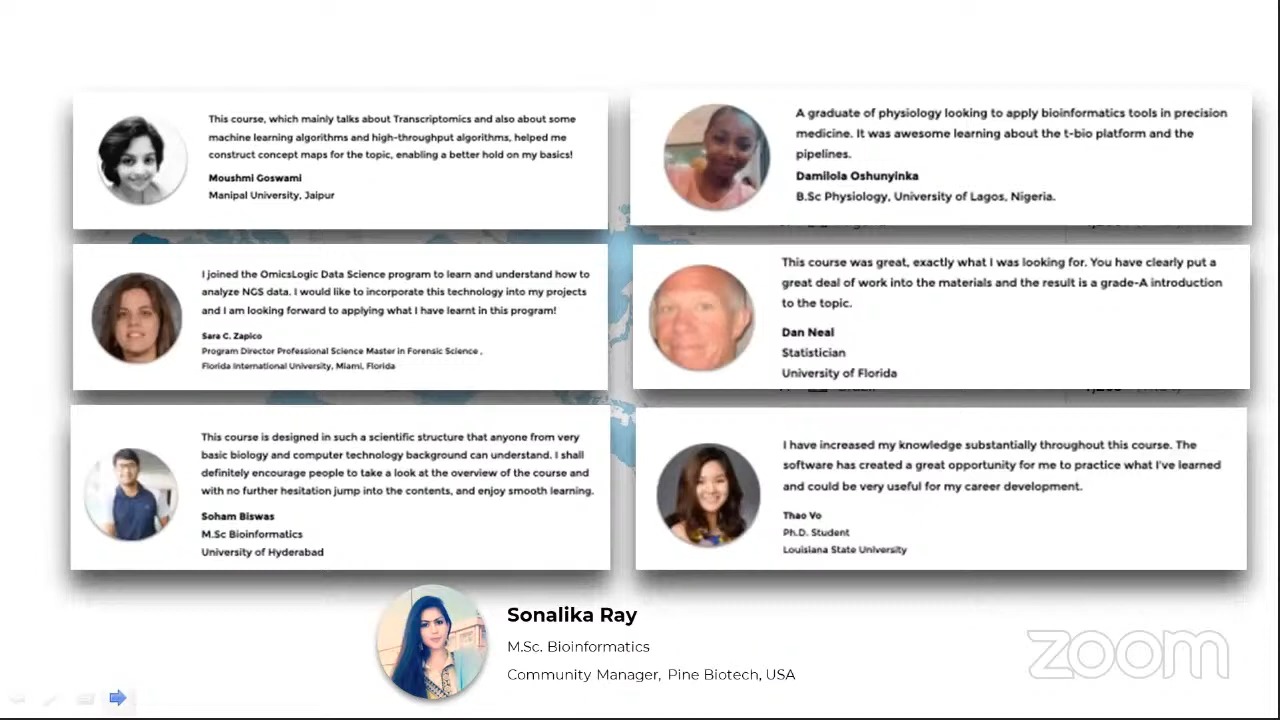 This course, which mainly talks about Transcriptomics and also about some
machine learning algorithms and high-throughput algorithms, helped me
construct concept maps for the topic, enabling a better hold on my basics!
Moushmi Goswami
Manipal University, Jaipur
A graduate of physiology looking to apply bioinformatics tools in precision
medicine. It was awesome learning about the t-bio platform and the
pipelines.
Damilola Oshunyinka
B.Sc Physiology, University of Lagos, Nigeria.
I joined the OmicsLogic Data Science program to learn and understand how to
analyze NGS data. I would like to incorporate this technology into my projects
and I am looking forward to applying what I have learnt in this program!
Sara C. Zapico
Program Director Professional Science Master in Forensic Science ,
Florida International University, Miami, Florida
This course was great, exactly what I was looking for. You have clearly put a
great deal of work into the materials and the result is a grade-A introduction
to the topic.
Dan Neal
Statistician
University of Florida
This course is designed in such a scientific structure that anyone from very
basic biology and computer technology background can understand. I shall
definitely encourage people to take a look at the overview of the course and
with no further hesitation jump into the contents, and enjoy smooth learning.
Soham Biswas
M.Sc Bioinformatics
University of Hyderabad
I have increased my knowledge substantially throughout this course. The
software has created a great opportunity for me to practice what I've learned
and could be very useful for my career development.
Thao Vo
Ph.D. Student
Louisiana State University
Sonalika Ray
M.Sc. Bioinformatics
Community Manager, Pine Biotech, USA
zoom